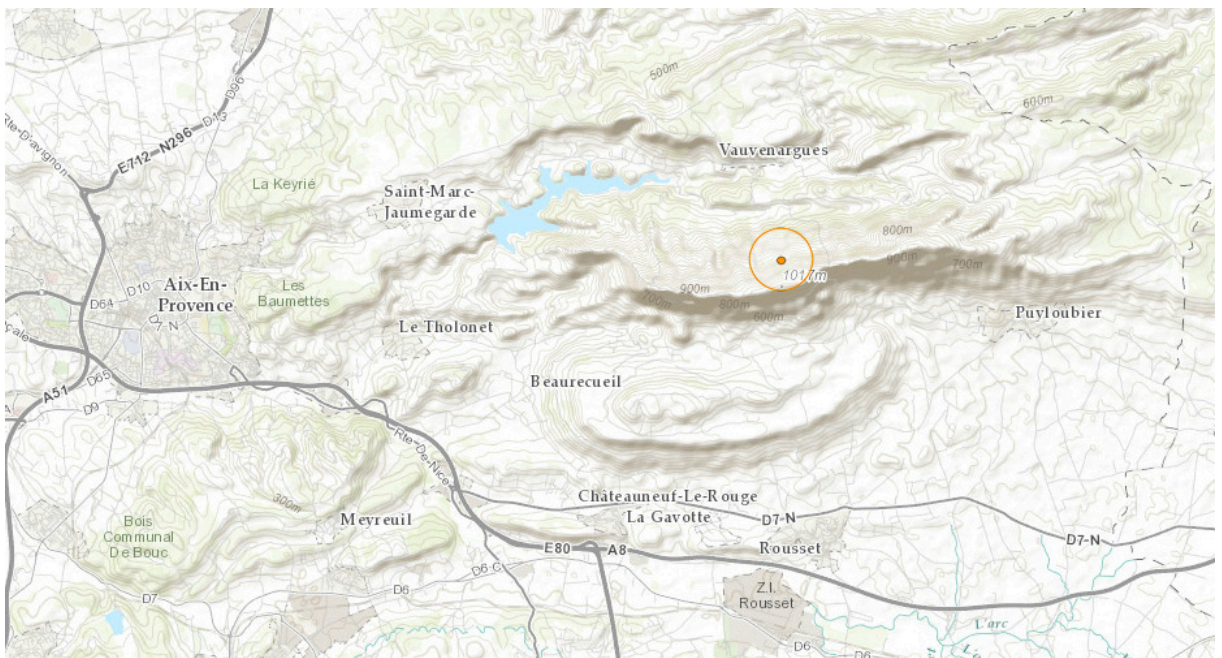 D96
D13
Rte-D'avignon
E712
N296
500m
600m
Vauvenargues
La Keyrié
Saint-Marc-
Jaumegarde
800m
900m
700m
1017m
Aix-En-
Provence
D10
D64
D7-N
Les
Baumettes
900m
700m
800m
600m
Le Tholonet
Puyloubier
Beaurecueil
A51
D65
D9
Rte-De-Nice
300m
Châteauneuf-Le-Rouge
La Gavotte
D7-N
D7-N
Meyreuil
Bois
Communal
De Bouc
E80
A8
Rousset
D6-C
D6
D7
Z.I.
Rousset
L'arc